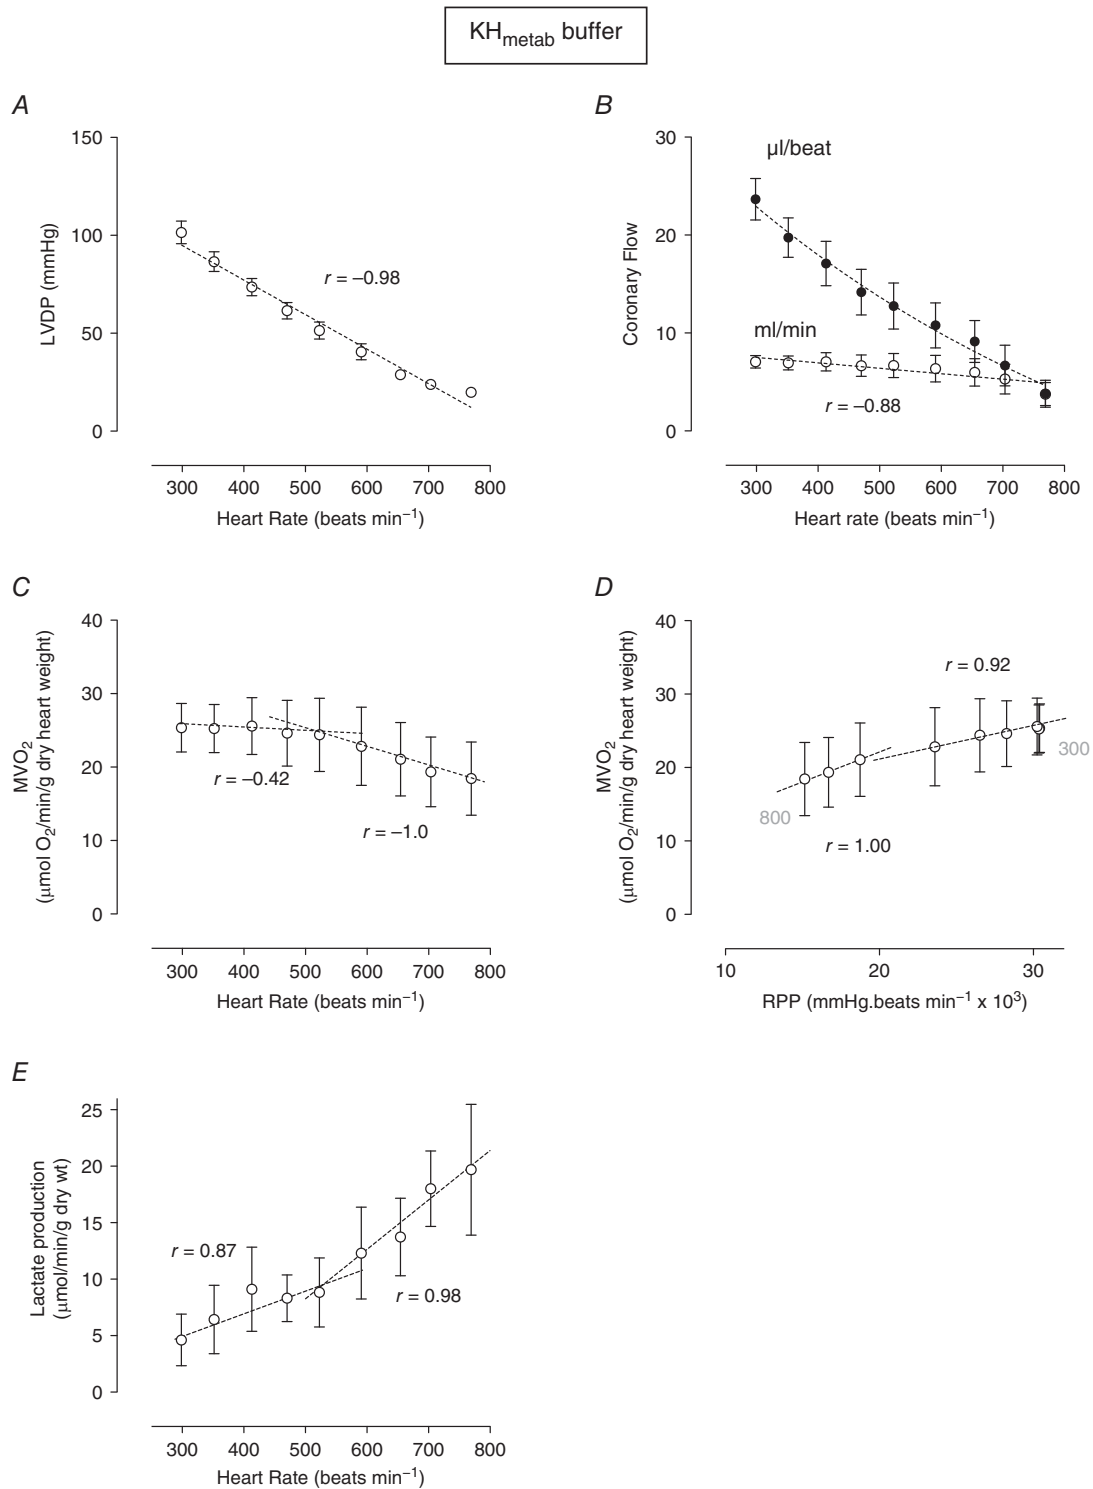 KHmetab buffer
A
B
150
100
50
0
LVDP (mmHg)
r = –0.98
300 400 500 600 700 800
Heart Rate (beats min–1)
30
20
10
0
Coronary Flow
µl/beat
ml/min
r = –0.88
300 400 500 600 700 800
Heart rate (beats min–1)
C
D
40
30
20
10
0
MVO2
(µmol O2/min/g dry heart weight)
r = –0.42
r = –1.0
300 400 500 600 700 800
Heart Rate (beats min–1)
40
30
20
10
0
MVO2
(µmol O2/min/g dry heart weight)
r = 0.92
300
800
r = 1.00
10 20 30
RPP (mmHg.beats min–1 x 103)
E
25
20
15
10
5
0
Lactate production
(µmol/min/g dry wt)
r = 0.87
r = 0.98
300 400 500 600 700 800
Heart Rate (beats min–1)